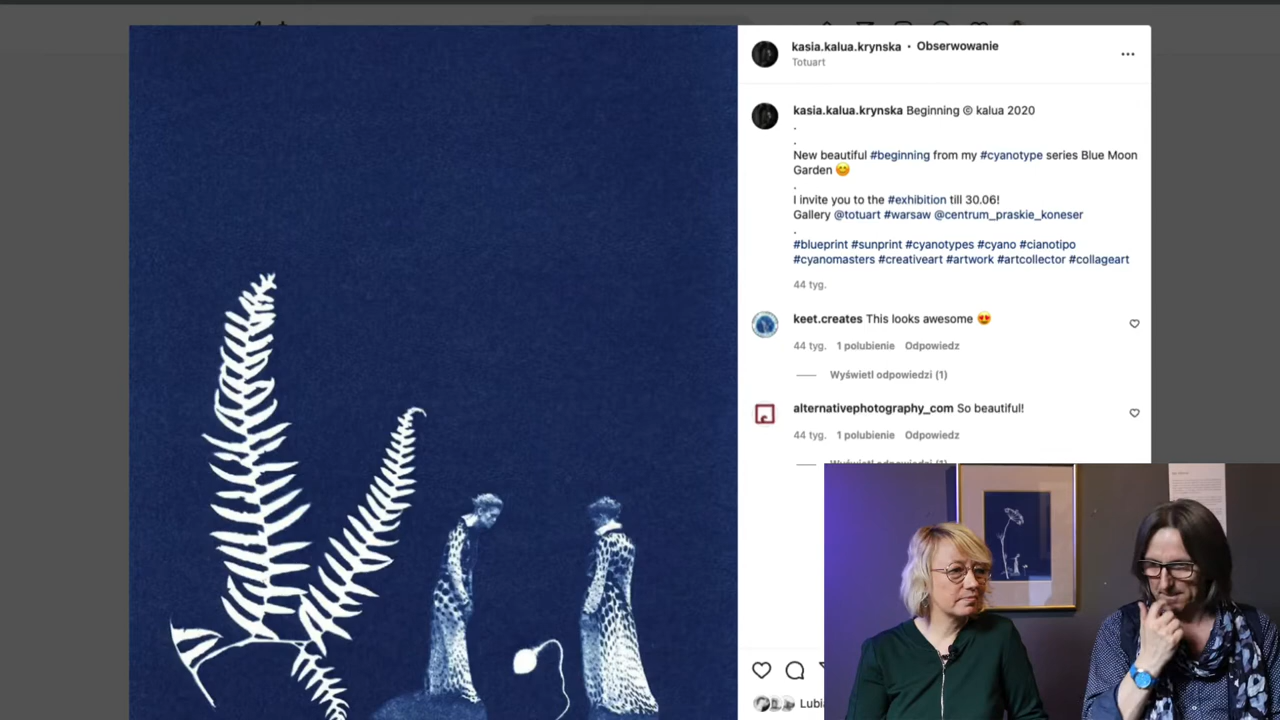 kasia.kalua.krynska • Obserwowanie
Totuart
kasia.kalua.krynska Beginning © kalua 2020
.
.
New beautiful #beginning from my #cyanotype series Blue Moon
Garden 😊
.
I invite you to the #exhibition till 30.06!
Gallery @totuart #warsaw @centrum_praskie_koneser
.
#blueprint #sunprint #cyanotypes #cyano #cianotipo
#cyanomasters #creativeart #artwork #artcollector #collageart
44 tyg.
keet.creates This looks awesome 😍
44 tyg. 1 polubienie Odpowiedz
Wyświetl odpowiedzi (1)
alternativephotography_com So beautiful!
44 tyg. 1 polubienie Odpowiedz
Wyświetl odpowiedzi (1)